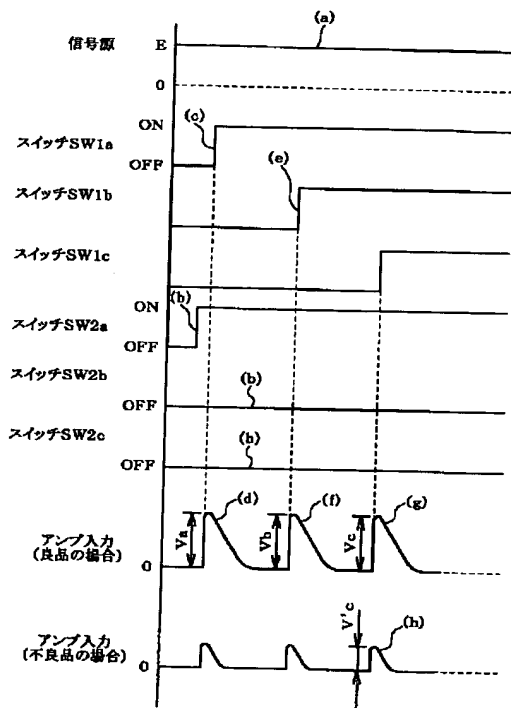 (a)
信号源 E
0
ON
(c)
スイッチSW1a
OFF
(e)
スイッチSW1b
スイッチSW1c
ON
(b)
スイッチSW2a
OFF
スイッチSW2b
(b)
OFF
スイッチSW2c
(b)
OFF
(d)
(f)
(g)
Va
Vb
Vc
アンプ入力
(良品の場合)
0
V'c
(h)
アンプ入力
(不良品の場合)
0